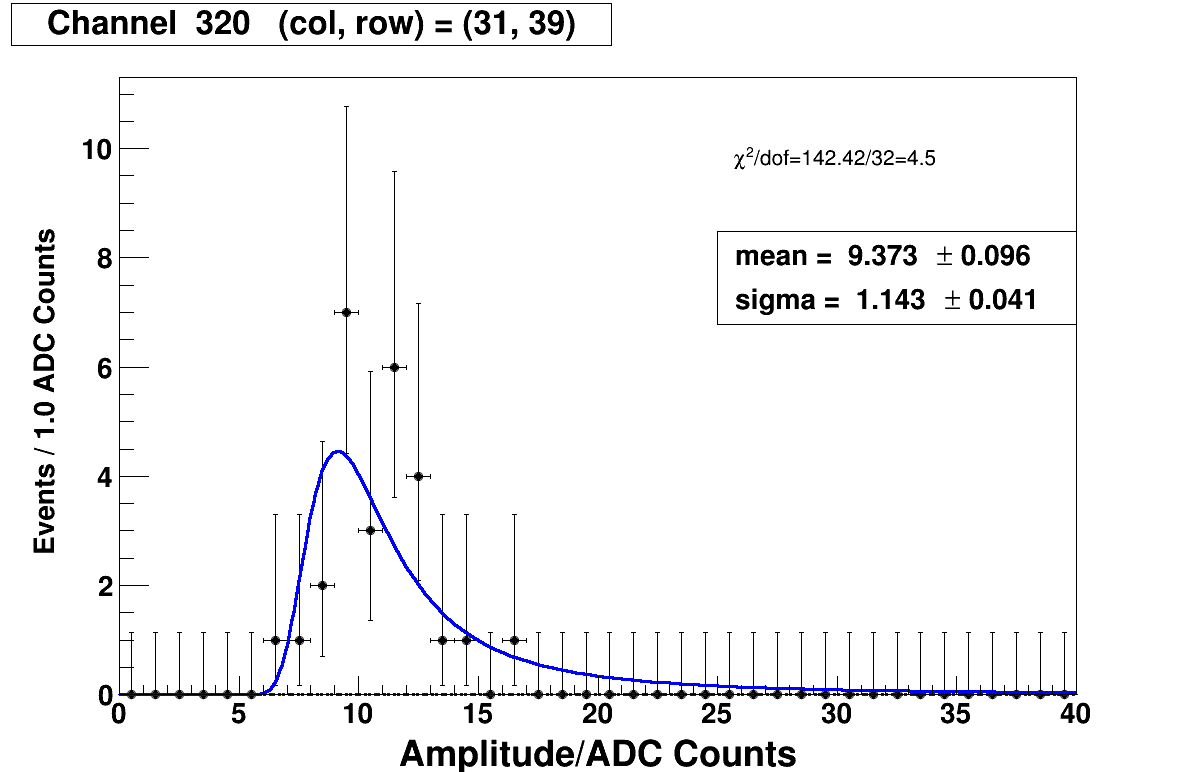 Channel 320 (col, row) = (31, 39)
χ²/dof=142.42/32=4.5
mean = 9.373 ± 0.096
sigma = 1.143 ± 0.041
Events / 1.0 ADC Counts
10
8
6
4
2
0
0 5 10 15 20 25 30 35 40
Amplitude/ADC Counts